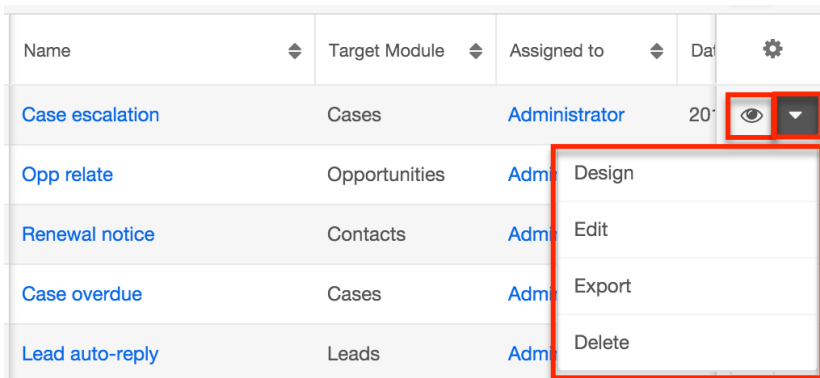 Name Target Module Assigned to Dat
Case escalation Cases Administrator 201
Opp relate Opportunities Admi Design
Renewal notice Contacts Admi Edit
Case overdue Cases Admi Export
Lead auto-reply Leads Admi Delete